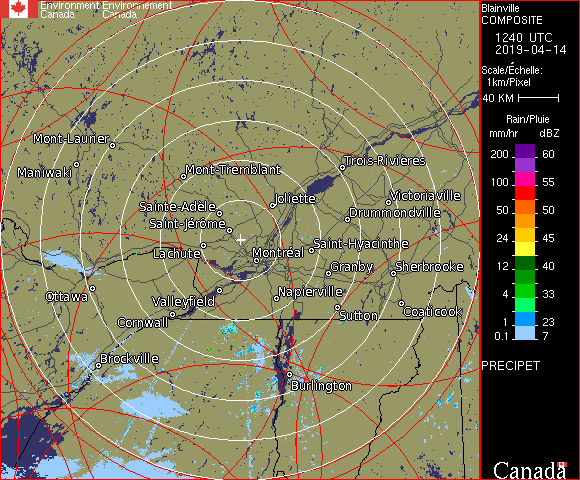 Environment Environnement
Canada Canada
Blainville
COMPOSITE
1240 UTC
2019-04-14
Scale/Échelle:
1km/Pixel
40 KM
Rain/Pluie
mm/hr dBZ
200 60
100 55
50 50
24 45
12 40
4 33
1 23
0.1 7
PRECIPET
Canada
Mont-Laurier
Maniwaki
Mont-Tremblant
Trois-Rivières
Joliette
Victoriaville
Sainte-Adèle
Drummondville
Saint-Jérôme
Lachute
Montréal
Saint-Hyacinthe
Granby
Sherbrooke
Ottawa
Valleyfield
Napierville
Cornwall
Sutton
Coaticook
Brockville
Burlington